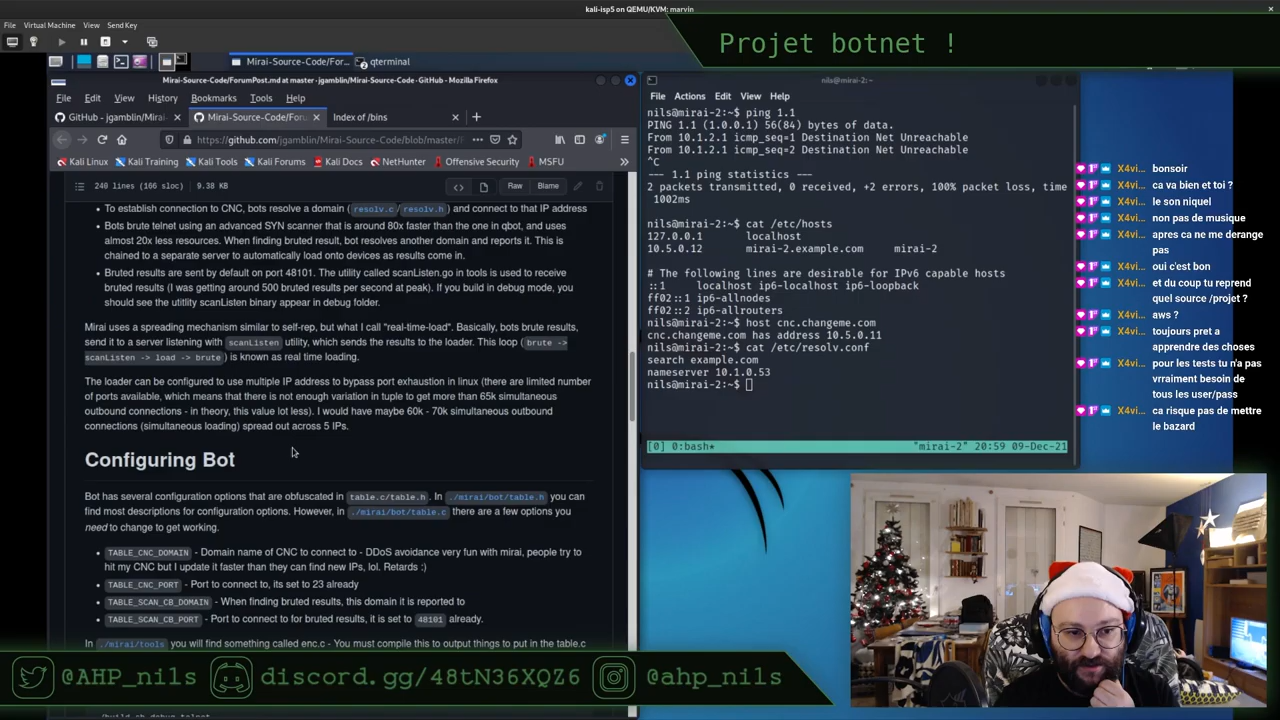 kali-isp5 on QEMU/KVM: marvin
File Virtual Machine View Send Key
Projet botnet !
Mirai-Source-Code/For...
qterminal
Mirai-Source-Code/ForumPost.md at master · jgamblin/Mirai-Source-Code · GitHub - Mozilla Firefox
File Edit View History Bookmarks Tools Help
GitHub - jgamblin/Mirai-
Mirai-Source-Code/Foru
Index of /bins
https://github.com/jgamblin/Mirai-Source-Code/blob/master/
Kali Linux Kali Training Kali Tools Kali Forums Kali Docs NetHunter Offensive Security MSFU
240 lines (166 sloc) 9.38 KB
Raw Blame
To establish connection to CNC, bots resolve a domain ( resolv.c / resolv.h ) and connect to that IP address
Bots brute telnet using an advanced SYN scanner that is around 80x faster than the one in qbot, and uses
almost 20x less resources. When finding bruted result, bot resolves another domain and reports it. This is
chained to a separate server to automatically load onto devices as results come in.
Bruted results are sent by default on port 48101. The utility called scanListen.go in tools is used to receive
bruted results (I was getting around 500 bruted results per second at peak). If you build in debug mode, you
should see the utitlity scanListen binary appear in debug folder.
Mirai uses a spreading mechanism similar to self-rep, but what I call "real-time-load". Basically, bots brute results,
send it to a server listening with scanListen utility, which sends the results to the loader. This loop ( brute ->
scanListen -> load -> brute ) is known as real time loading.
The loader can be configured to use multiple IP address to bypass port exhaustion in linux (there are limited number
of ports available, which means that there is not enough variation in tuple to get more than 65k simultaneous
outbound connections - in theory, this value lot less). I would have maybe 60k - 70k simultaneous outbound
connections (simultaneous loading) spread out across 5 IPs.
Configuring Bot
Bot has several configuration options that are obfuscated in table.c/table.h. In ./mirai/bot/table.h you can
find most descriptions for configuration options. However, in ./mirai/bot/table.c there are a few options you
need to change to get working.
TABLE_CNC_DOMAIN - Domain name of CNC to connect to - DDoS avoidance very fun with mirai, people try to
hit my CNC but I update it faster than they can find new IPs, lol. Retards :)
TABLE_CNC_PORT - Port to connect to, its set to 23 already
TABLE_SCAN_CB_DOMAIN - When finding bruted results, this domain it is reported to
TABLE_SCAN_CB_PORT - Port to connect to for bruted results, it is set to 48101 already.
In ./mirai/tools you will find something called enc.c - You must compile this to output things to put in the table.c
nils@mirai-2:~
File Actions Edit View Help
nils@mirai-2:~$ ping 1.1
PING 1.1 (1.0.0.1) 56(84) bytes of data.
From 10.1.2.1 icmp_seq=1 Destination Net Unreachable
From 10.1.2.1 icmp_seq=2 Destination Net Unreachable
^C
--- 1.1 ping statistics ---
2 packets transmitted, 0 received, +2 errors, 100% packet loss, time
1002ms
nils@mirai-2:~$ cat /etc/hosts
127.0.0.1 localhost
10.5.0.12 mirai-2.example.com mirai-2
# The following lines are desirable for IPv6 capable hosts
::1 localhost ip6-localhost ip6-loopback
ff02::1 ip6-allnodes
ff02::2 ip6-allrouters
nils@mirai-2:~$ host cnc.changeme.com
cnc.changeme.com has address 10.5.0.11
nils@mirai-2:~$ cat /etc/resolv.conf
search example.com
nameserver 10.1.0.53
nils@mirai-2:~$
[0] 0:bash* "mirai-2" 20:59 09-Dec-21
X4vi... bonsoir
X4vi... ca va bien et toi ?
X4vi... le son niquel
X4vi... non pas de musique
X4vi... apres ca ne me derange
pas
X4vi... oui c'est bon
X4vi... et du coup tu reprend
quel source /projet ?
X4vi... aws ?
X4vi... toujours pret a
apprendre des choses
X4vi... pour les tests tu n'a pas
vrraiment besoin de
tous les user/pass
X4vi... ca risque pas de mettre
le bazard
@AHP_nils discord.gg/48tN36XQZ6 @ahp_nils